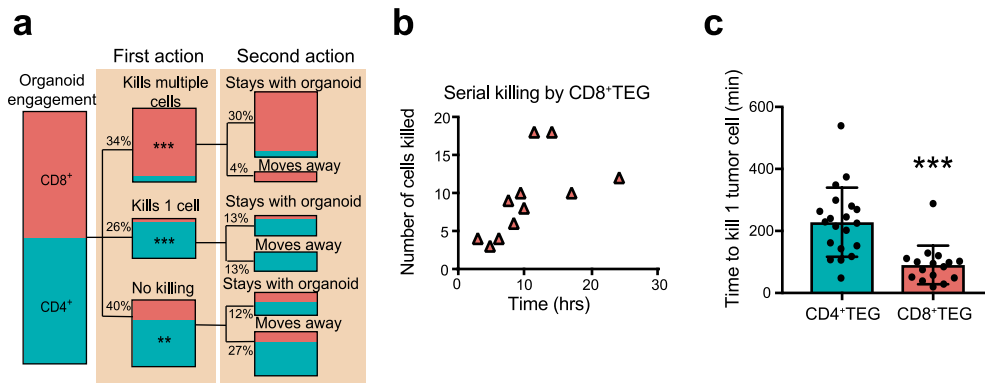 a
First action
Second action
Organoid
engagement
CD8⁺
CD4⁺
Kills multiple
cells
34%
***
Stays with organoid
30%
4%
Moves away
Kills 1 cell
26%
***
Stays with organoid
13%
Moves away
13%
No killing
40%
**
Stays with organoid
12%
Moves away
27%
b
Serial killing by CD8⁺TEG
Number of cells killed
20
15
10
5
0
0
10
20
30
Time (hrs)
c
Time to kill 1 tumor cell (min)
600
400
200
0
***
CD4⁺TEG
CD8⁺TEG